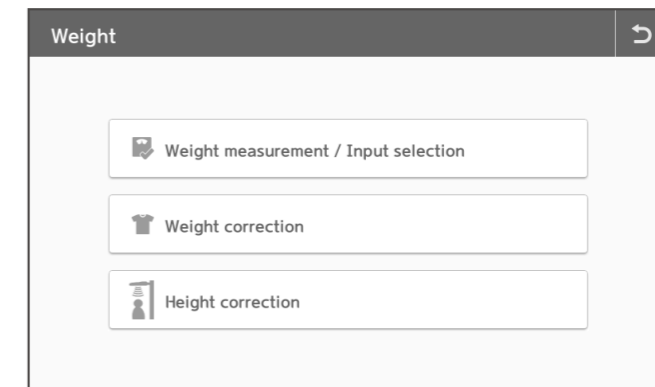 Weight
Weight measurement / Input selection
Weight correction
Height correction